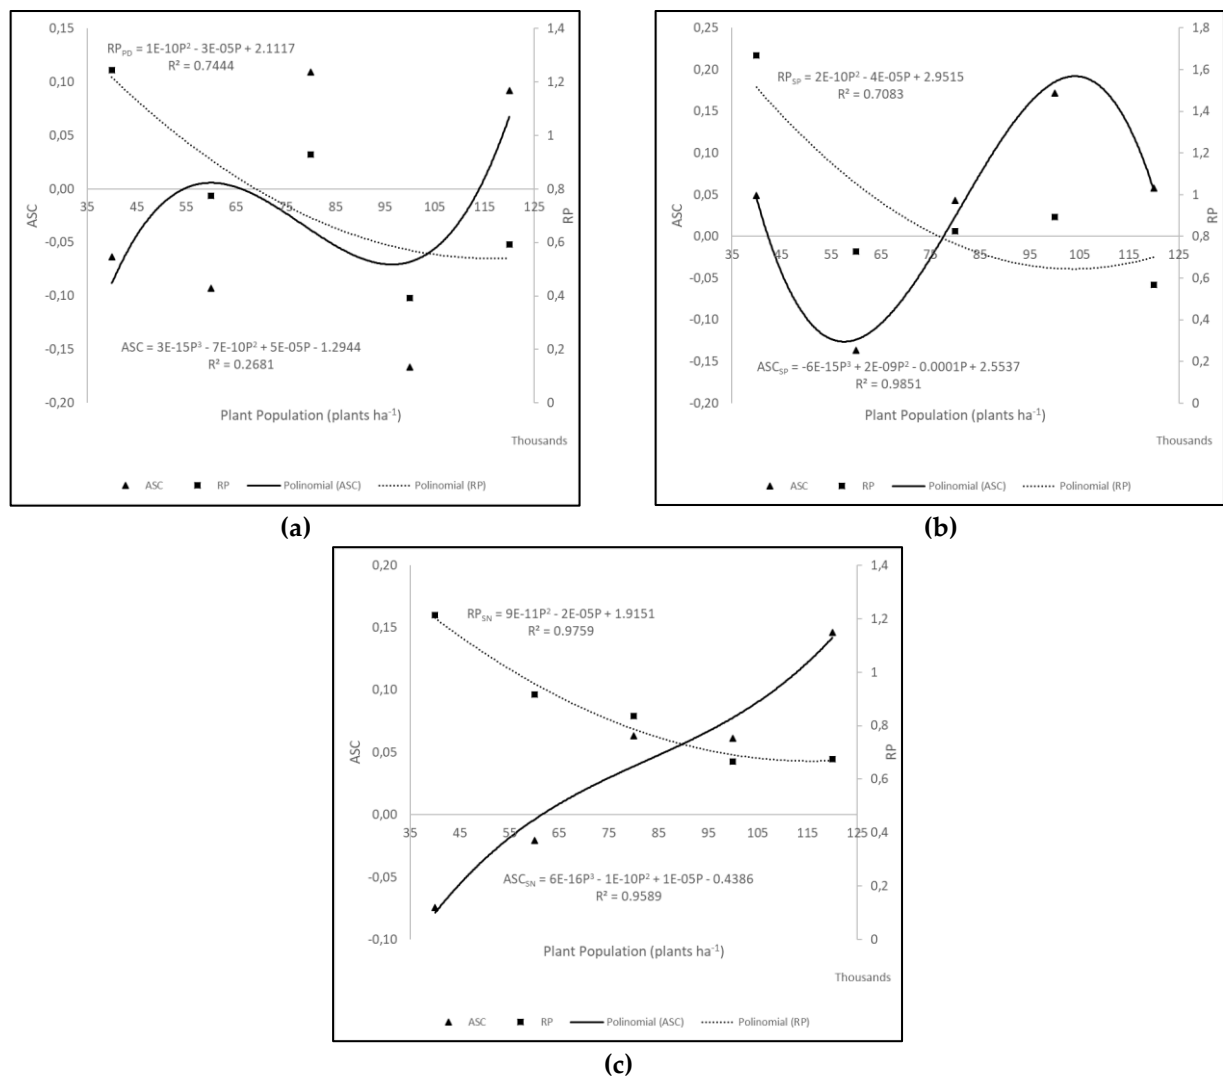 0,15
1,4
RP_PD = 1E-10P² - 3E-05P + 2.1117
R² = 0.7444
0,10
1,2
0,05
1
0,00
0,8
35 45 55 65 75 85 95 105 115 125
ASC
RP
-0,05
0,6
-0,10
0,4
ASC = 3E-15P³ - 7E-10P² + 5E-05P - 1.2944
R² = 0.2681
-0,15
0,2
-0,20
0
Plant Population (plants ha⁻¹)
Thousands
ASC RP Polinomial (ASC) Polinomial (RP)
(a)
0,25
1,8
0,20
1,6
RP_SP = 2E-10P² - 4E-05P + 2.9515
R² = 0.7083
0,15
1,4
0,10
1,2
0,05
1
0,00
0,8
35 55 75 95 115
ASC
RP
-0,05
0,6
-0,10
0,4
-0,15
0,2
ASC_SP = -6E-15P³ + 2E-09P² - 0.0001P + 2.5537
R² = 0.9851
-0,20
0
Plant Population (plants ha⁻¹)
Thousands
ASC RP Polinomial (ASC) Polinomial (RP)
(b)
0,20
1,4
RP_SN = 9E-11P² - 2E-05P + 1.9151
R² = 0.9759
0,15
1,2
1
0,10
0,8
ASC
RP
0,05
0,6
0,00
0,4
35 45 55 65 75 85 95 105 115 125
-0,05
0,2
ASC_SN = 6E-16P³ - 1E-10P² + 1E-05P - 0.4386
R² = 0.9589
-0,10
0
Plant Population (plants ha⁻¹)
Thousands
ASC RP Polinomial (ASC) Polinomial (RP)
(c)